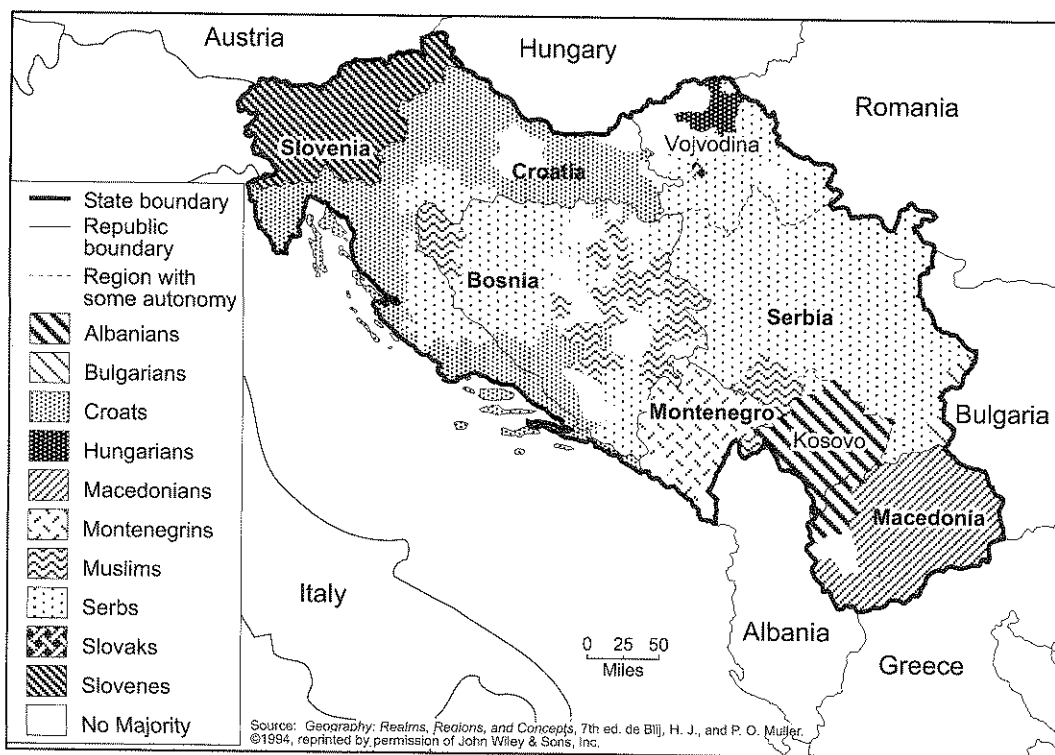 Austria
Hungary
Romania
Slovenia
Vojvodina
Croatia
State boundary
Republic
boundary
Region with
some autonomy
Bosnia
Serbia
Albanians
Bulgarians
Croats
Montenegro
Bulgaria
Hungarians
Kosovo
Macedonians
Macedonia
Montenegrins
Muslims
Italy
Serbs
Albania
0 25 50
Miles
Slovaks
Greece
Slovenes
No Majority
Source: Geography: Realms, Regions, and Concepts, 7th ed. de Blij, H. J., and P. O. Muller.
©1994, reprinted by permission of John Wiley & Sons, Inc.